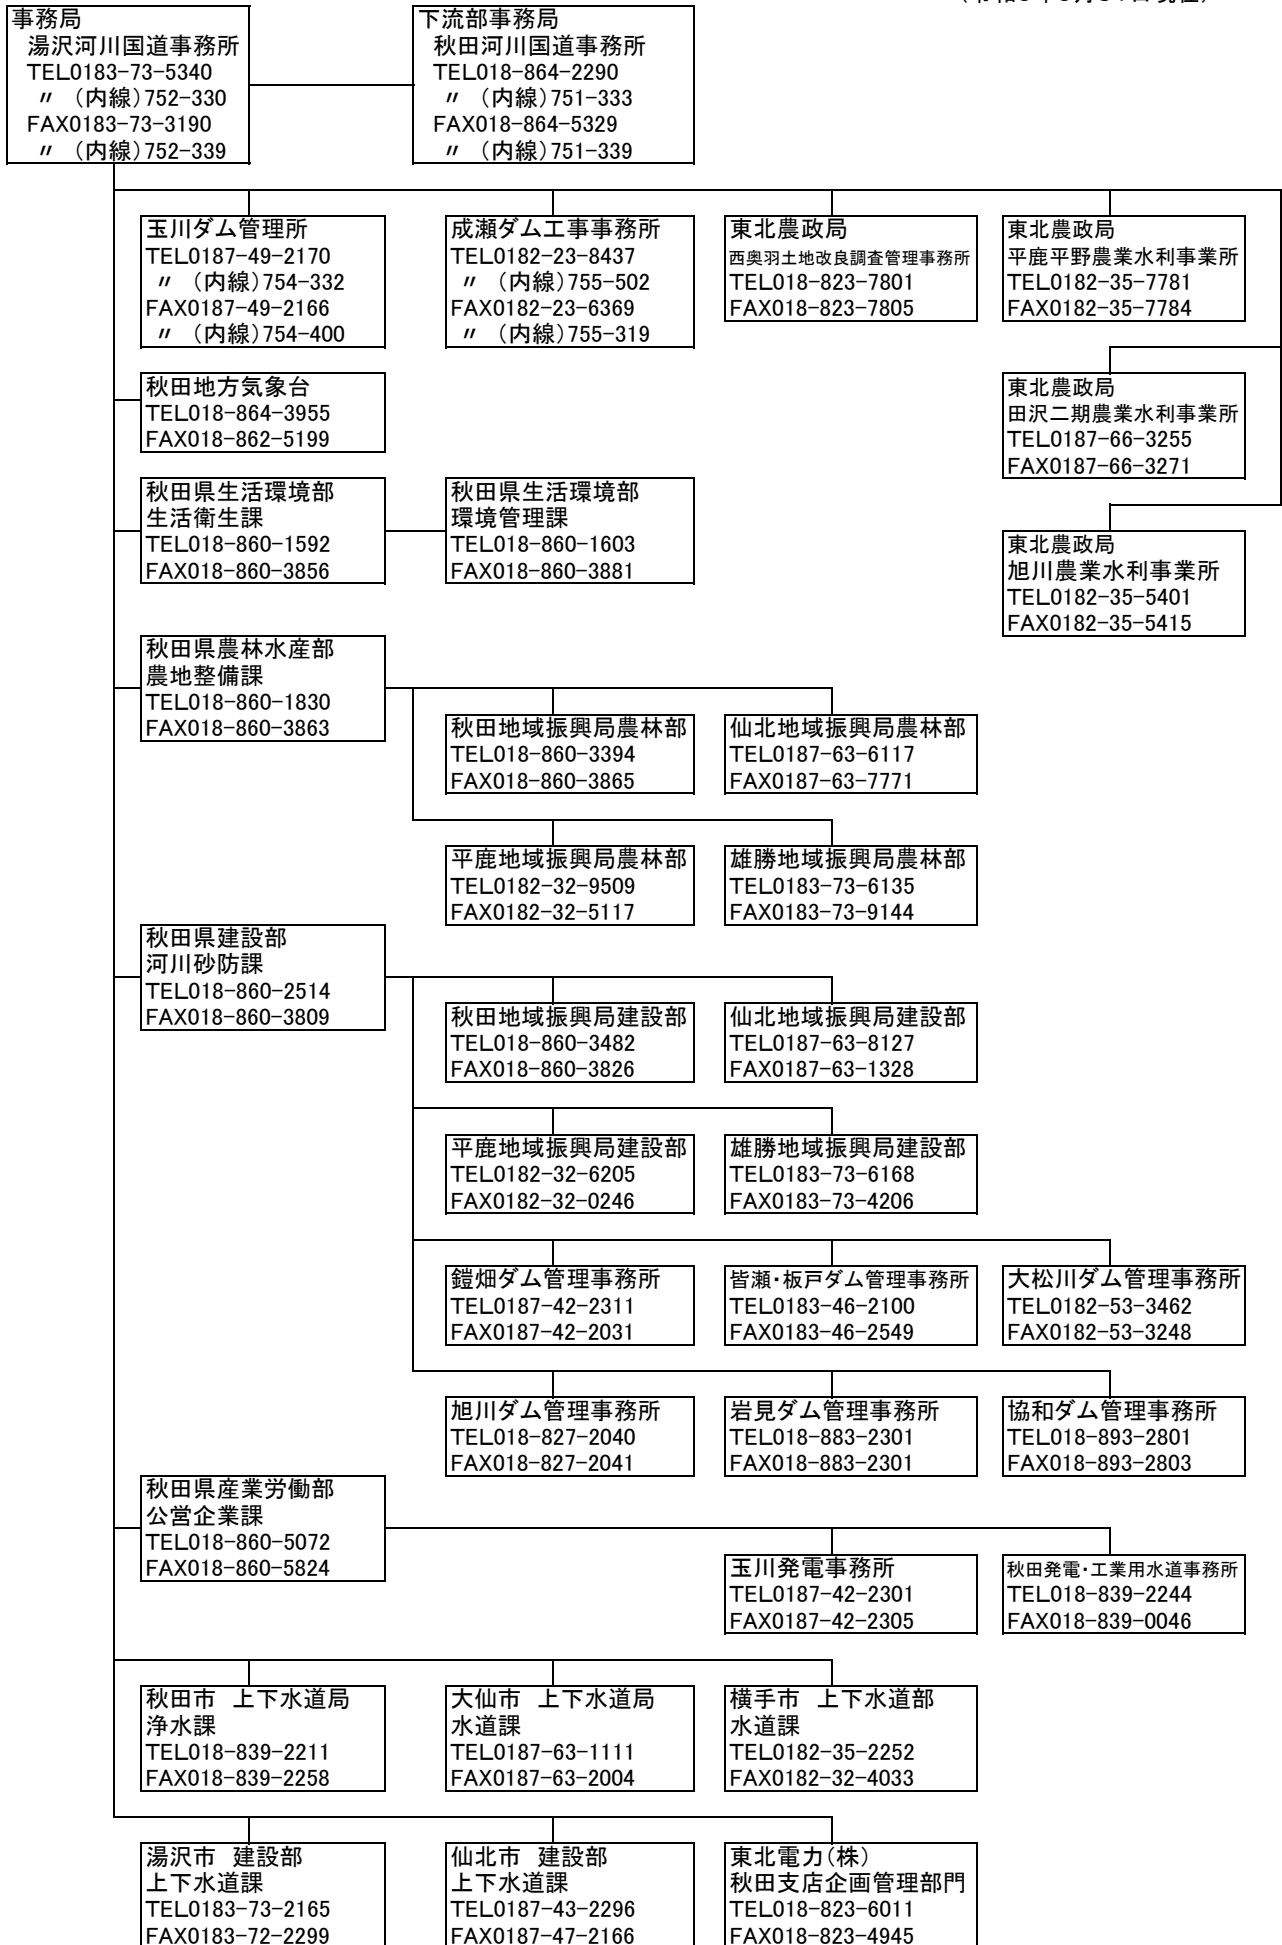 事務局
湯沢河川国道事務所
TEL0183-73-5340
〃 （内線）752-330
FAX0183-73-3190
〃 （内線）752-339
下流部事務局
秋田河川国道事務所
TEL018-864-2290
〃 （内線）751-333
FAX018-864-5329
〃 （内線）751-339
玉川ダム管理所
TEL0187-49-2170
〃 （内線）754-332
FAX0187-49-2166
〃 （内線）754-400
成瀬ダム工事事務所
TEL0182-23-8437
〃 （内線）755-502
FAX0182-23-6369
〃 （内線）755-319
東北農政局
西奥羽土地改良調査管理事務所
TEL018-823-7801
FAX018-823-7805
東北農政局
平鹿平野農業水利事業所
TEL0182-35-7781
FAX0182-35-7784
秋田地方気象台
TEL018-864-3955
FAX018-862-5199
東北農政局
田沢二期農業水利事業所
TEL0187-66-3255
FAX0187-66-3271
秋田県生活環境部
生活衛生課
TEL018-860-1592
FAX018-860-3856
秋田県生活環境部
環境管理課
TEL018-860-1603
FAX018-860-3881
東北農政局
旭川農業水利事業所
TEL0182-35-5401
FAX0182-35-5415
秋田県農林水産部
農地整備課
TEL018-860-1830
FAX018-860-3863
秋田地域振興局農林部
TEL018-860-3394
FAX018-860-3865
仙北地域振興局農林部
TEL0187-63-6117
FAX0187-63-7771
平鹿地域振興局農林部
TEL0182-32-9509
FAX0182-32-5117
雄勝地域振興局農林部
TEL0183-73-6135
FAX0183-73-9144
秋田県建設部
河川砂防課
TEL018-860-2514
FAX018-860-3809
秋田地域振興局建設部
TEL018-860-3482
FAX018-860-3826
仙北地域振興局建設部
TEL0187-63-8127
FAX0187-63-1328
平鹿地域振興局建設部
TEL0182-32-6205
FAX0182-32-0246
雄勝地域振興局建設部
TEL0183-73-6168
FAX0183-73-4206
鎧畑ダム管理事務所
TEL0187-42-2311
FAX0187-42-2031
皆瀬・板戸ダム管理事務所
TEL0183-46-2100
FAX0183-46-2549
大松川ダム管理事務所
TEL0182-53-3462
FAX0182-53-3248
旭川ダム管理事務所
TEL018-827-2040
FAX018-827-2041
岩見ダム管理事務所
TEL018-883-2301
FAX018-883-2301
協和ダム管理事務所
TEL018-893-2801
FAX018-893-2803
秋田県産業労働部
公営企業課
TEL018-860-5072
FAX018-860-5824
玉川発電事務所
TEL0187-42-2301
FAX0187-42-2305
秋田発電・工業用水道事務所
TEL018-839-2244
FAX018-839-0046
秋田市　上下水道局
浄水課
TEL018-839-2211
FAX018-839-2258
大仙市　上下水道局
水道課
TEL0187-63-1111
FAX0187-63-2004
横手市　上下水道部
水道課
TEL0182-35-2252
FAX0182-32-4033
湯沢市　建設部
上下水道課
TEL0183-73-2165
FAX0183-72-2299
仙北市　建設部
上下水道課
TEL0187-43-2296
FAX0187-47-2166
東北電力（株）
秋田支店企画管理部門
TEL018-823-6011
FAX018-823-4945